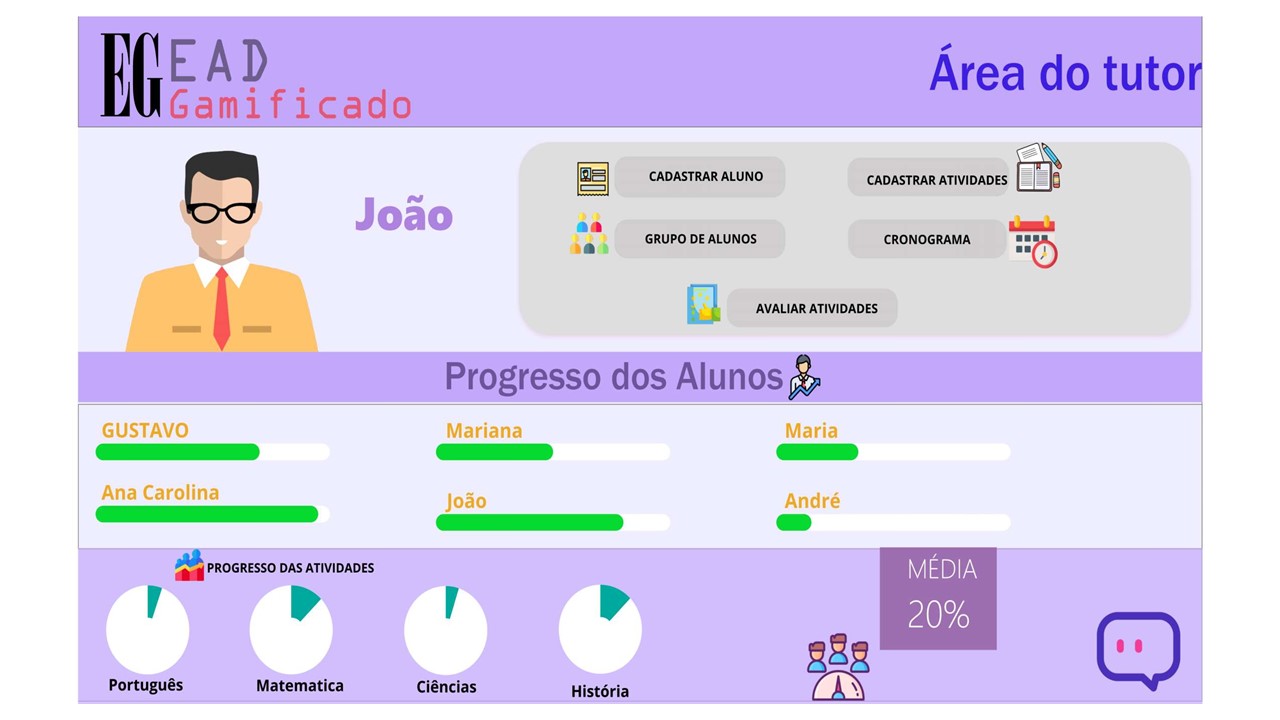 EG EAD
Gamificado
Área do tutor
João
CADASTRAR ALUNO
CADASTRAR ATIVIDADES
GRUPO DE ALUNOS
CRONOGRAMA
AVALIAR ATIVIDADES
Progresso dos Alunos
GUSTAVO
Mariana
Maria
Ana Carolina
João
André
PROGRESSO DAS ATIVIDADES
MÉDIA
20%
Português
Matematica
Ciências
História